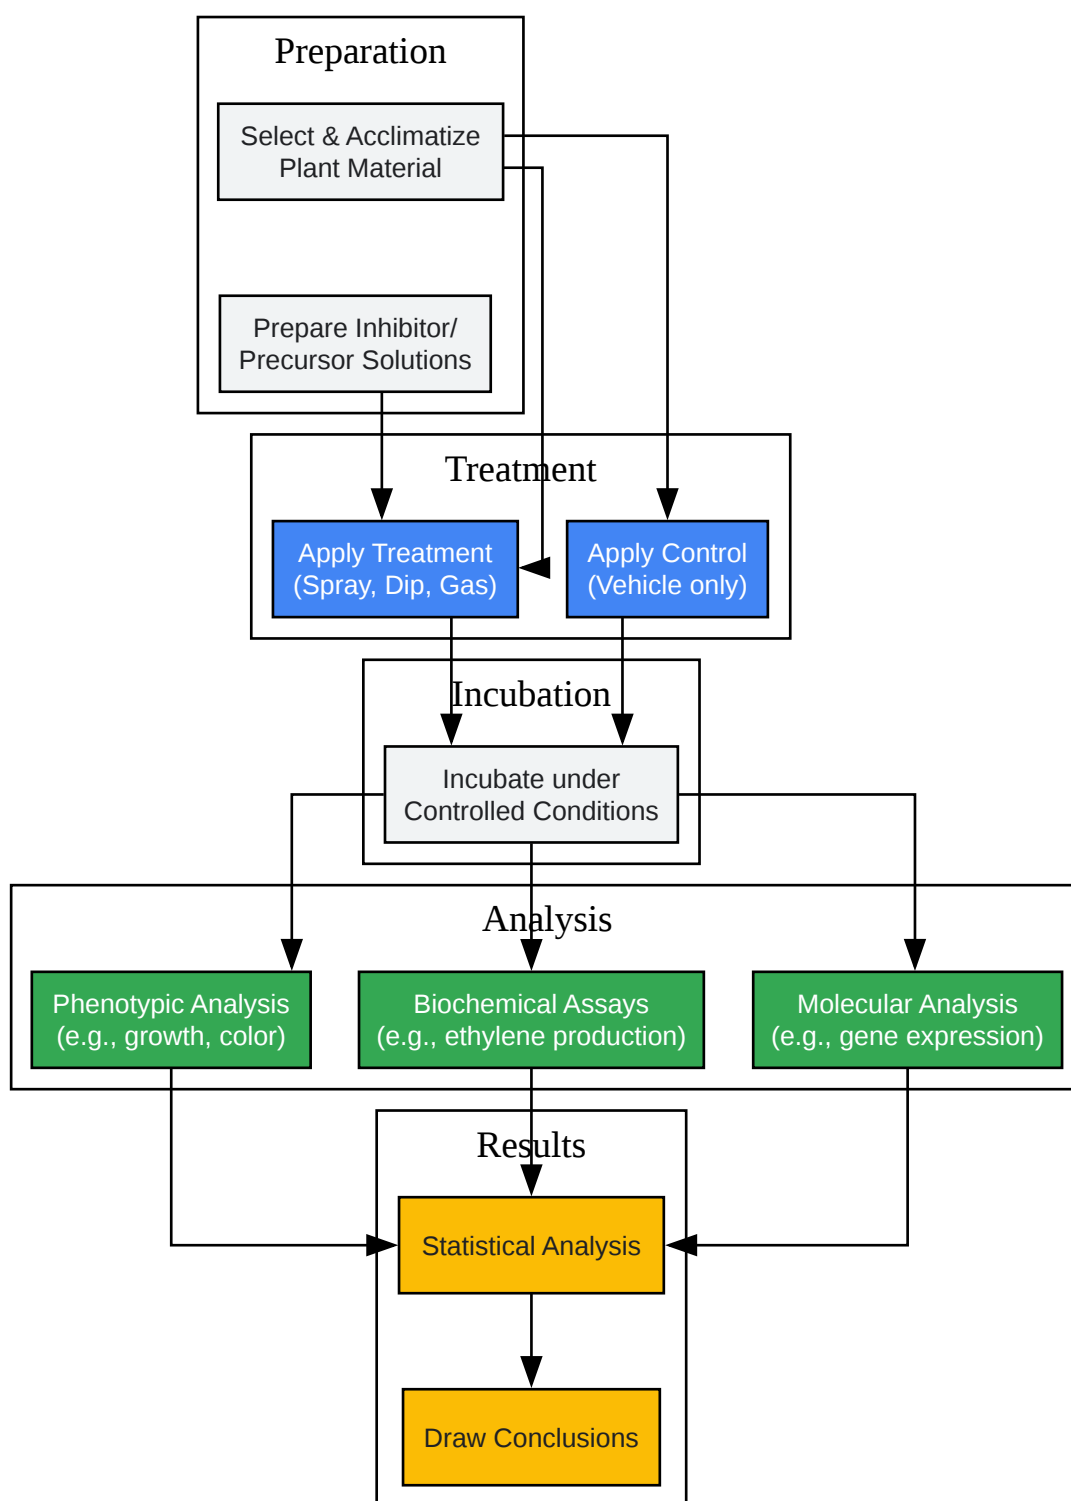 Preparation
Select & Acclimatize
Plant Material
Prepare Inhibitor/
Precursor Solutions
Treatment
Apply Treatment
(Spray, Dip, Gas)
Apply Control
(Vehicle only)
Incubation
Incubate under
Controlled Conditions
Analysis
Phenotypic Analysis
(e.g., growth, color)
Biochemical Assays
(e.g., ethylene production)
Molecular Analysis
(e.g., gene expression)
Results
Statistical Analysis
Draw Conclusions